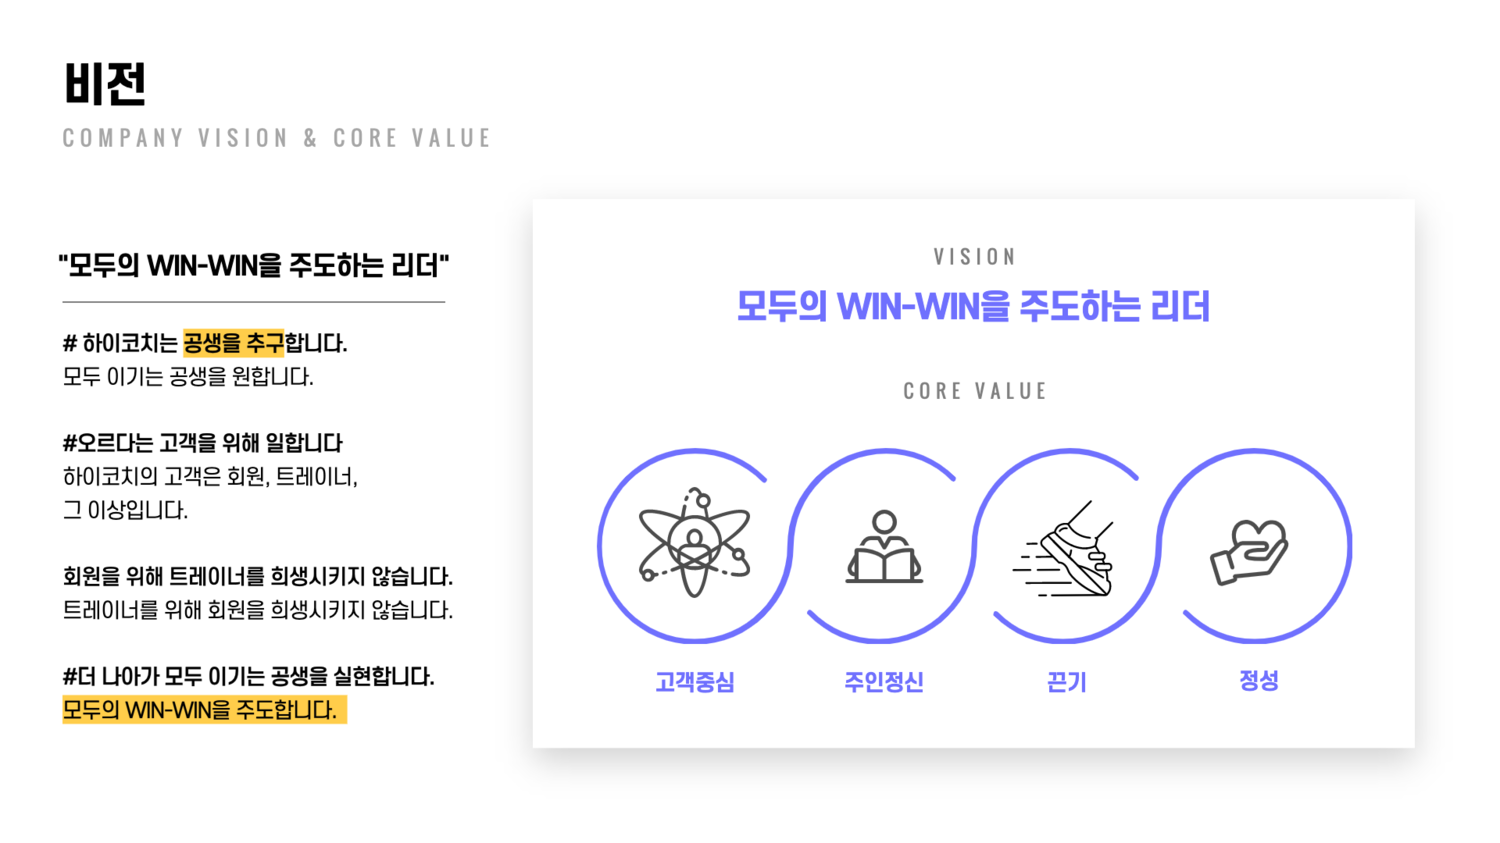 비전
COMPANY VISION & CORE VALUE
"모두의 WIN-WIN을 주도하는 리더"
# 하이코치는 공생을 추구합니다.
모두 이기는 공생을 원합니다.
#오르다는 고객을 위해 일합니다
하이코치의 고객은 회원, 트레이너,
그 이상입니다.
회원을 위해 트레이너를 희생시키지 않습니다.
트레이너를 위해 회원을 희생시키지 않습니다.
#더 나아가 모두 이기는 공생을 실현합니다.
모두의 WIN-WIN을 주도합니다.
VISION
모두의 WIN-WIN을 주도하는 리더
CORE VALUE
고객중심
주인정신
끈기
정성